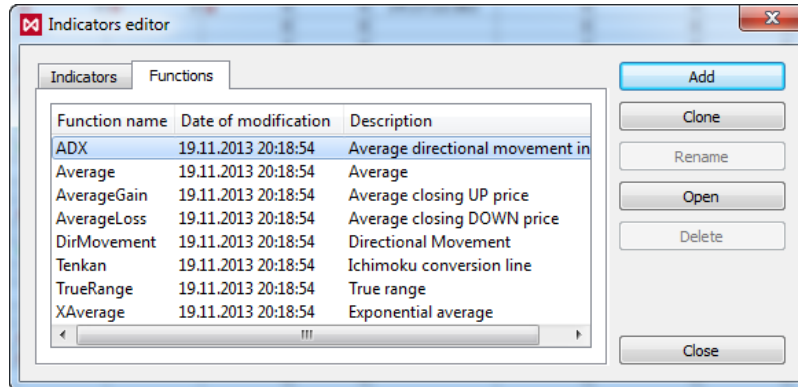 Indicators editor
Indicators Functions
Add
Function name Date of modification Description
Clone
ADX 19.11.2013 20:18:54 Average directional movement in
Rename
Average 19.11.2013 20:18:54 Average
AverageGain 19.11.2013 20:18:54 Average closing UP price
Open
AverageLoss 19.11.2013 20:18:54 Average closing DOWN price
DirMovement 19.11.2013 20:18:54 Directional Movement
Delete
Tenkan 19.11.2013 20:18:54 Ichimoku conversion line
TrueRange 19.11.2013 20:18:54 True range
XAverage 19.11.2013 20:18:54 Exponential average
Close